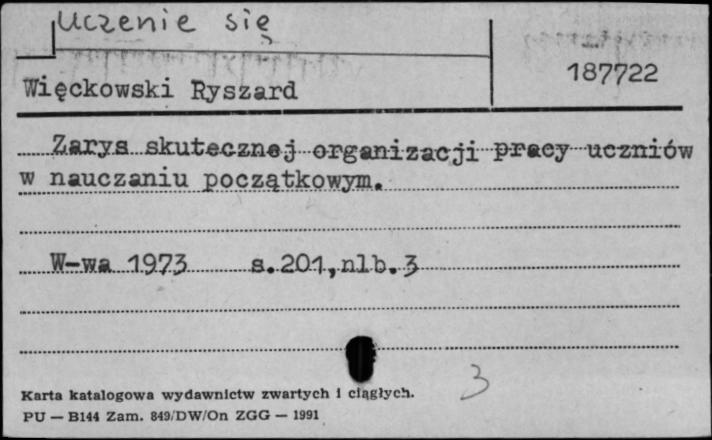 Uczenie się
187722
Więckowski Ryszard
Zarys skutecznej organizacji pracy uczniów
w nauczaniu początkowym.
W-wa 1973 s.201,nlb.3
3
Karta katalogowa wydawnictw zwartych i ciągłych.
PU — B144 Zam. 849/DW/On ZGG — 1991